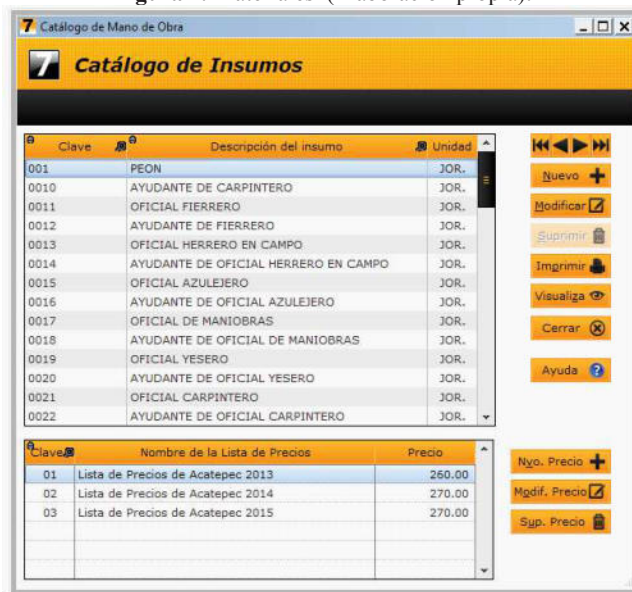 7 Catálogo de Mano de Obra
7 Catálogo de Insumos
Clave Descripción del insumo Unidad
001 PEON JOR.
0010 AYUDANTE DE CARPINTERO JOR.
0011 OFICIAL FIERRERO JOR.
0012 AYUDANTE DE FIERRERO JOR.
0013 OFICIAL HERRERO EN CAMPO JOR.
0014 AYUDANTE DE OFICIAL HERRERO EN CAMPO JOR.
0015 OFICIAL AZULEJERO JOR.
0016 AYUDANTE DE OFICIAL AZULEJERO JOR.
0017 OFICIAL DE MANIOBRAS JOR.
0018 AYUDANTE DE OFICIAL DE MANIOBRAS JOR.
0019 OFICIAL YESERO JOR.
0020 AYUDANTE DE OFICIAL YESERO JOR.
0021 OFICIAL CARPINTERO JOR.
0022 AYUDANTE DE OFICIAL CARPINTERO JOR.
Nuevo
Modificar
Suprimir
Imprimir
Visualiza
Cerrar
Ayuda
Clave Nombre de la Lista de Precios Precio
01 Lista de Precios de Acatepec 2013 260.00
02 Lista de Precios de Acatepec 2014 270.00
03 Lista de Precios de Acatepec 2015 270.00
Nvo. Precio
Modif. Precio
Sup. Precio